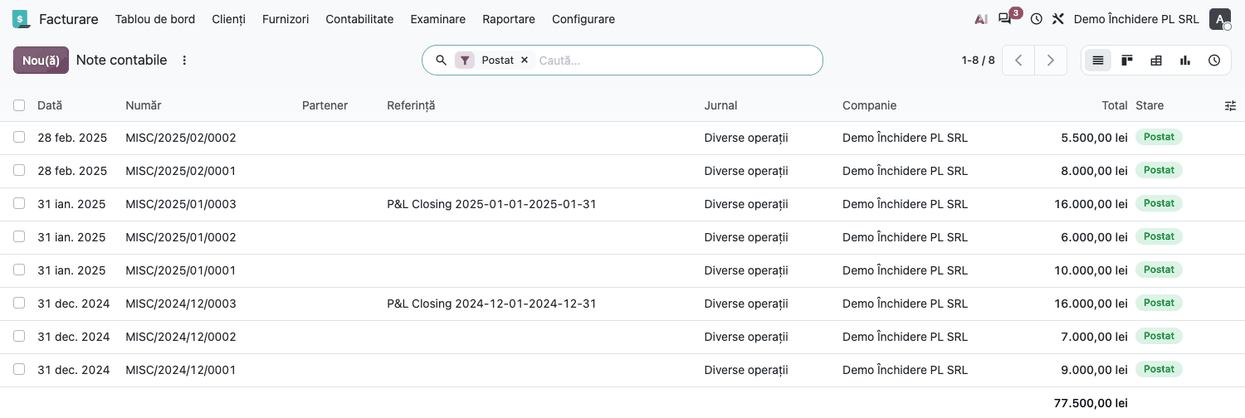 Facturare Tablou de bord Clienți Furnizori Contabilitate Examinare Raportare Configurare AI 3 Demo Închidere PL SRL A
Nou(ă) Note contabile Postat Caută... 1-8 / 8
Dată Număr Partener Referință Jurnal Companie Total Stare
28 feb. 2025 MISC/2025/02/0002 Diverse operații Demo Închidere PL SRL 5.500,00 lei Postat
28 feb. 2025 MISC/2025/02/0001 Diverse operații Demo Închidere PL SRL 8.000,00 lei Postat
31 ian. 2025 MISC/2025/01/0003 P&L Closing 2025-01-01-2025-01-31 Diverse operații Demo Închidere PL SRL 16.000,00 lei Postat
31 ian. 2025 MISC/2025/01/0002 Diverse operații Demo Închidere PL SRL 6.000,00 lei Postat
31 ian. 2025 MISC/2025/01/0001 Diverse operații Demo Închidere PL SRL 10.000,00 lei Postat
31 dec. 2024 MISC/2024/12/0003 P&L Closing 2024-12-01-2024-12-31 Diverse operații Demo Închidere PL SRL 16.000,00 lei Postat
31 dec. 2024 MISC/2024/12/0002 Diverse operații Demo Închidere PL SRL 7.000,00 lei Postat
31 dec. 2024 MISC/2024/12/0001 Diverse operații Demo Închidere PL SRL 9.000,00 lei Postat
77.500,00 lei